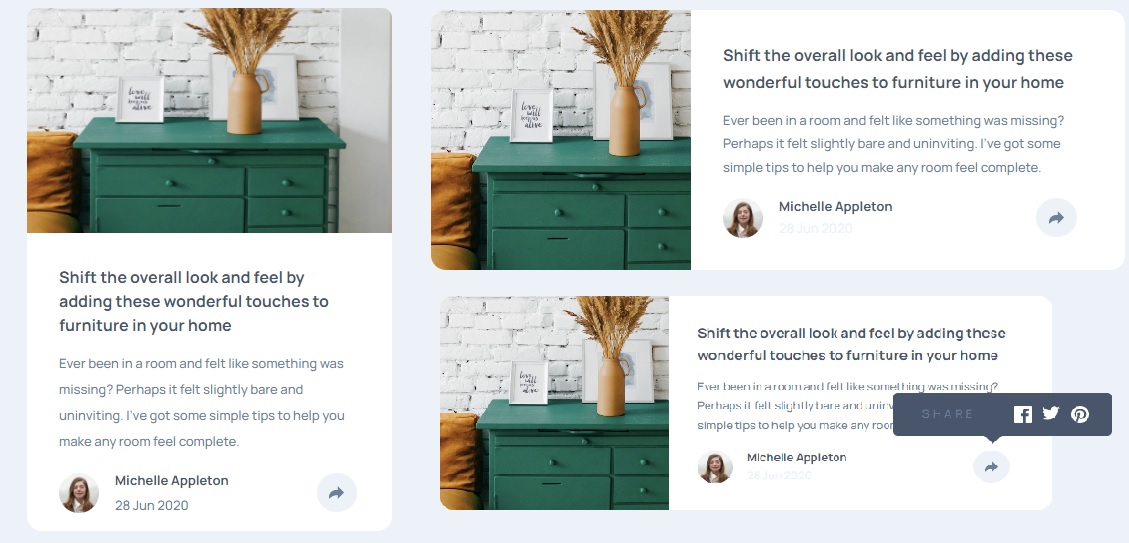 love
will
keep us
alive
Shift the overall look and feel by
adding these wonderful touches to
furniture in your home
Ever been in a room and felt like something was
missing? Perhaps it felt slightly bare and
uninviting. I've got some simple tips to help you
make any room feel complete.
Michelle Appleton
28 Jun 2020
love
will
keep us
alive
Shift the overall look and feel by adding these
wonderful touches to furniture in your home
Ever been in a room and felt like something was missing?
Perhaps it felt slightly bare and uninviting. I've got some
simple tips to help you make any room feel complete.
Michelle Appleton
28 Jun 2020
love
will
keep us
alive
Shift the overall look and feel by adding these
wonderful touches to furniture in your home
Ever been in a room and felt like something was missing?
Perhaps it felt slightly bare and
simple tips to help you make any
SHARE
Michelle Appleton
28 Jun 2020